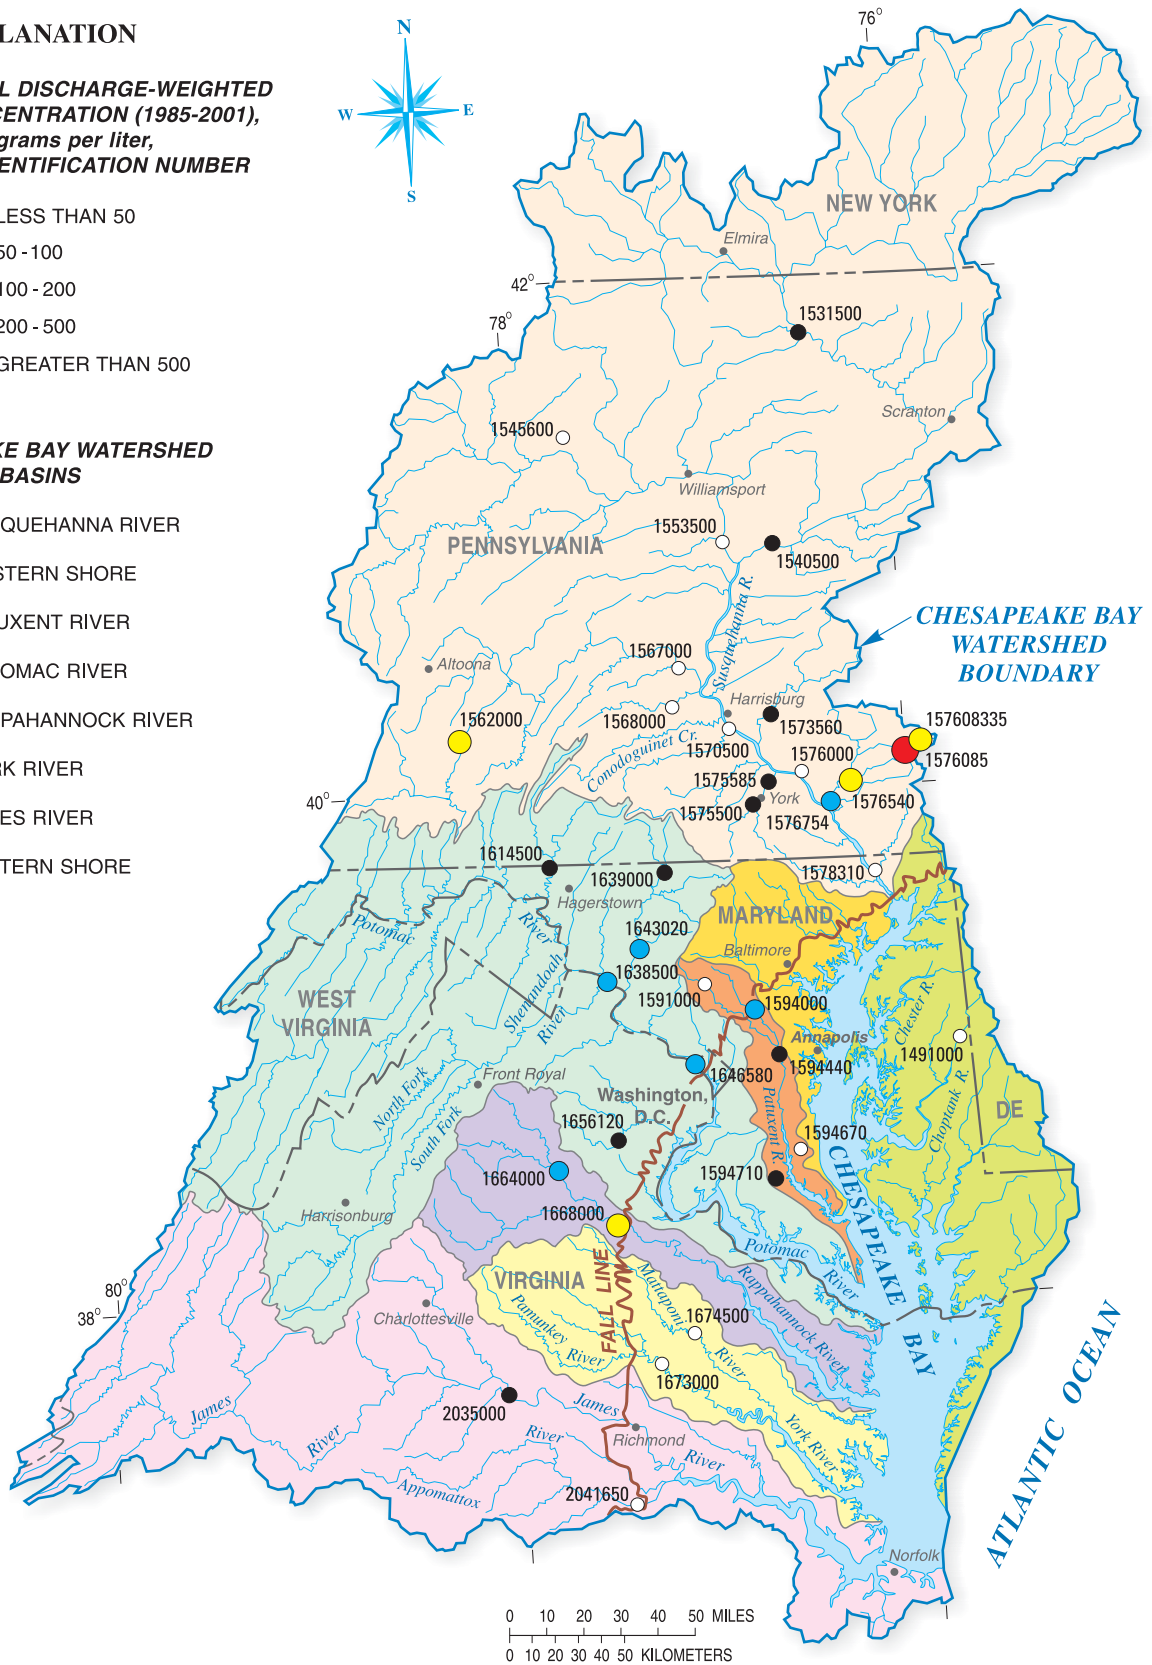 LANATION
L DISCHARGE-WEIGHTED
CENTRATION (1985-2001),
grams per liter,
ENTIFICATION NUMBER
LESS THAN 50
50 - 100
100 - 200
200 - 500
GREATER THAN 500
KE BAY WATERSHED
BASINS
QUEHANNA RIVER
STERN SHORE
UXENT RIVER
OMAC RIVER
PAHANNOCK RIVER
RK RIVER
ES RIVER
TERN SHORE
N
W
E
S
76°
NEW YORK
Elmira
42°
78°
1531500
Scranton
1545600
Williamsport
1553500
PENNSYLVANIA
1540500
Susquehanna R.
CHESAPEAKE BAY
WATERSHED
BOUNDARY
1567000
Altoona
Harrisburg
1562000
1568000
1573560
157608335
1570500
1576000
1576085
Conodoguinet Cr.
1575585
York
1576540
40°
1575500
1576754
1614500
1639000
1578310
Hagerstown
MARYLAND
Potomac
River
1643020
Baltimore
1638500
Shenandoah
River
1591000
1594000
WEST
VIRGINIA
Chester R.
Annapolis
1491000
1594440
1646580
Front Royal
North Fork
South Fork
Washington,
D.C.
Patuxent R.
Choptank R.
DE
1656120
1594670
1664000
1594710
Harrisonburg
1668000
CHESAPEAKE
BAY
Potomac
River
FALL LINE
VIRGINIA
Mattaponi
River
Rappahannock River
80°
38°
Charlottesville
Pamunkey
River
1674500
1673000
2035000
James
River
James
River
River
Richmond
York River
Appomattox
2041650
Norfolk
ATLANTIC OCEAN
0 10 20 30 40 50 MILES
0 10 20 30 40 50 KILOMETERS